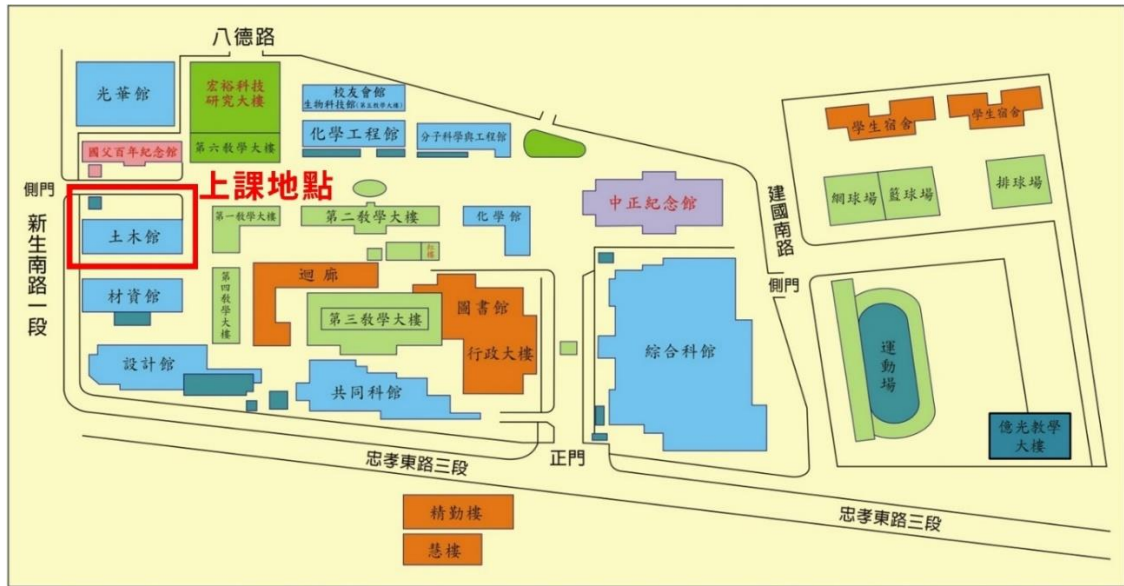 八德路
光華館
宏裕科技
研究大樓
校友會館
生物科技館(第五教學大樓)
化學工程館
分子科學與工程館
學生宿舍
學生宿舍
國父百年紀念館
第六教學大樓
側門
上課地點
中正紀念館
建國南路
網球場
籃球場
排球場
新生南路一段
土木館
第一教學大樓
第二教學大樓
化學館
紅樓
迴廊
側門
材資館
第四教學大樓
第三教學大樓
圖書館
行政大樓
綜合科館
運動場
設計館
共同科館
億光教學
大樓
忠孝東路三段
正門
忠孝東路三段
精勤樓
慧樓